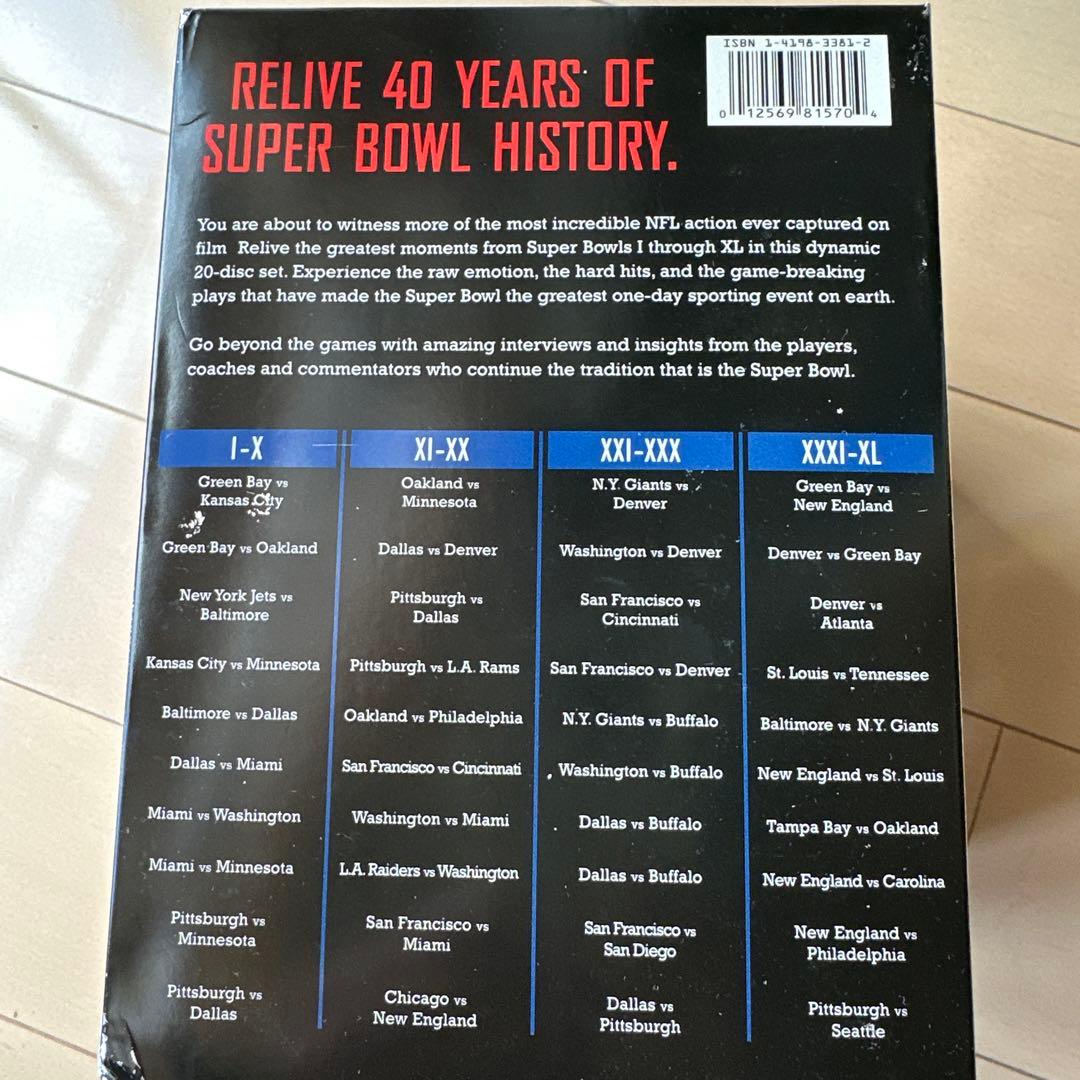 RELIVE 40 YEARS OF
SUPER BOWL HISTORY.
ISBN 1-4198-3381-2
0 12569 81570 4
You are about to witness more of the most incredible NFL action ever captured on
film Relive the greatest moments from Super Bowls I through XL in this dynamic
20-disc set. Experience the raw emotion, the hard hits, and the game-breaking
plays that have made the Super Bowl the greatest one-day sporting event on earth.
Go beyond the games with amazing interviews and insights from the players,
coaches and commentators who continue the tradition that is the Super Bowl.
I-X
Green Bay vs
Kansas City
Green Bay vs Oakland
New York Jets vs
Baltimore
Kansas City vs Minnesota
Baltimore vs Dallas
Dallas vs Miami
Miami vs Washington
Miami vs Minnesota
Pittsburgh vs
Minnesota
Pittsburgh vs
Dallas
XI-XX
Oakland vs
Minnesota
Dallas vs Denver
Pittsburgh vs
Dallas
Pittsburgh vs L.A. Rams
Oakland vs Philadelphia
San Francisco vs Cincinnati
Washington vs Miami
L.A. Raiders vs Washington
San Francisco vs
Miami
Chicago vs
New England
XXI-XXX
N.Y. Giants vs
Denver
Washington vs Denver
San Francisco vs
Cincinnati
San Francisco vs Denver
N.Y. Giants vs Buffalo
Washington vs Buffalo
Dallas vs Buffalo
Dallas vs Buffalo
San Francisco vs
San Diego
Dallas vs
Pittsburgh
XXXI-XL
Green Bay vs
New England
Denver vs Green Bay
Denver vs
Atlanta
St. Louis vs Tennessee
Baltimore vs N.Y. Giants
New England vs St. Louis
Tampa Bay vs Oakland
New England vs Carolina
New England vs
Philadelphia
Pittsburgh vs
Seattle